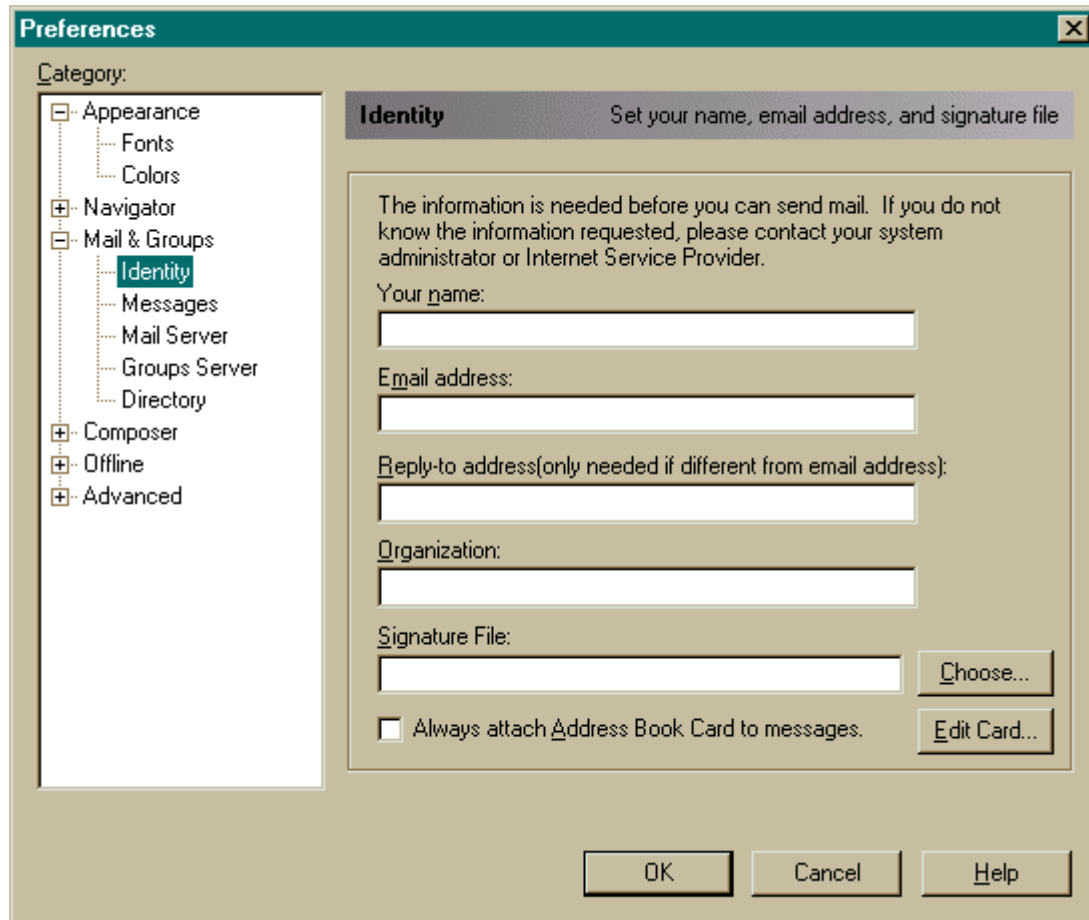 Preferences
Category:
Appearance
Fonts
Colors
Navigator
Mail & Groups
Identity
Messages
Mail Server
Groups Server
Directory
Composer
Offline
Advanced
Identity Set your name, email address, and signature file
The information is needed before you can send mail. If you do not
know the information requested, please contact your system
administrator or Internet Service Provider.
Your name:
Email address:
Reply-to address(only needed if different from email address):
Organization:
Signature File:
Choose...
Always attach Address Book Card to messages.
Edit Card...
OK Cancel Help